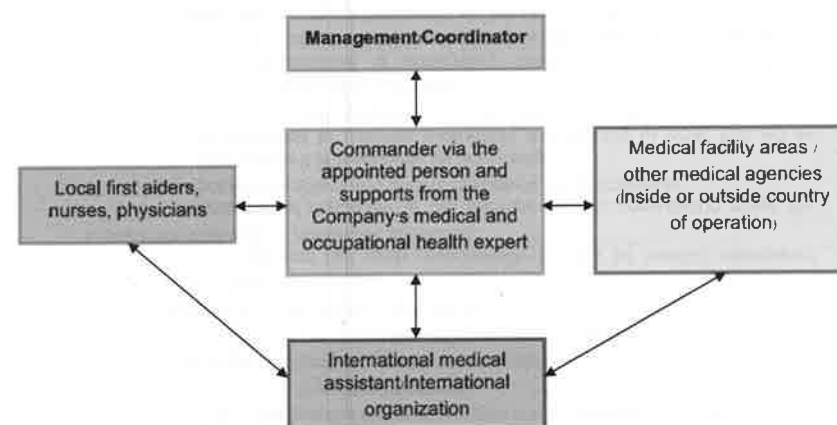 Management/Coordinator
Commander via the
appointed person and
supports from the
Company's medical and
occupational health expert
Local first aiders,
nurses, physicians
Medical facility areas /
other medical agencies
(Inside or outside country
of operation)
International medical
assistant/International
organization